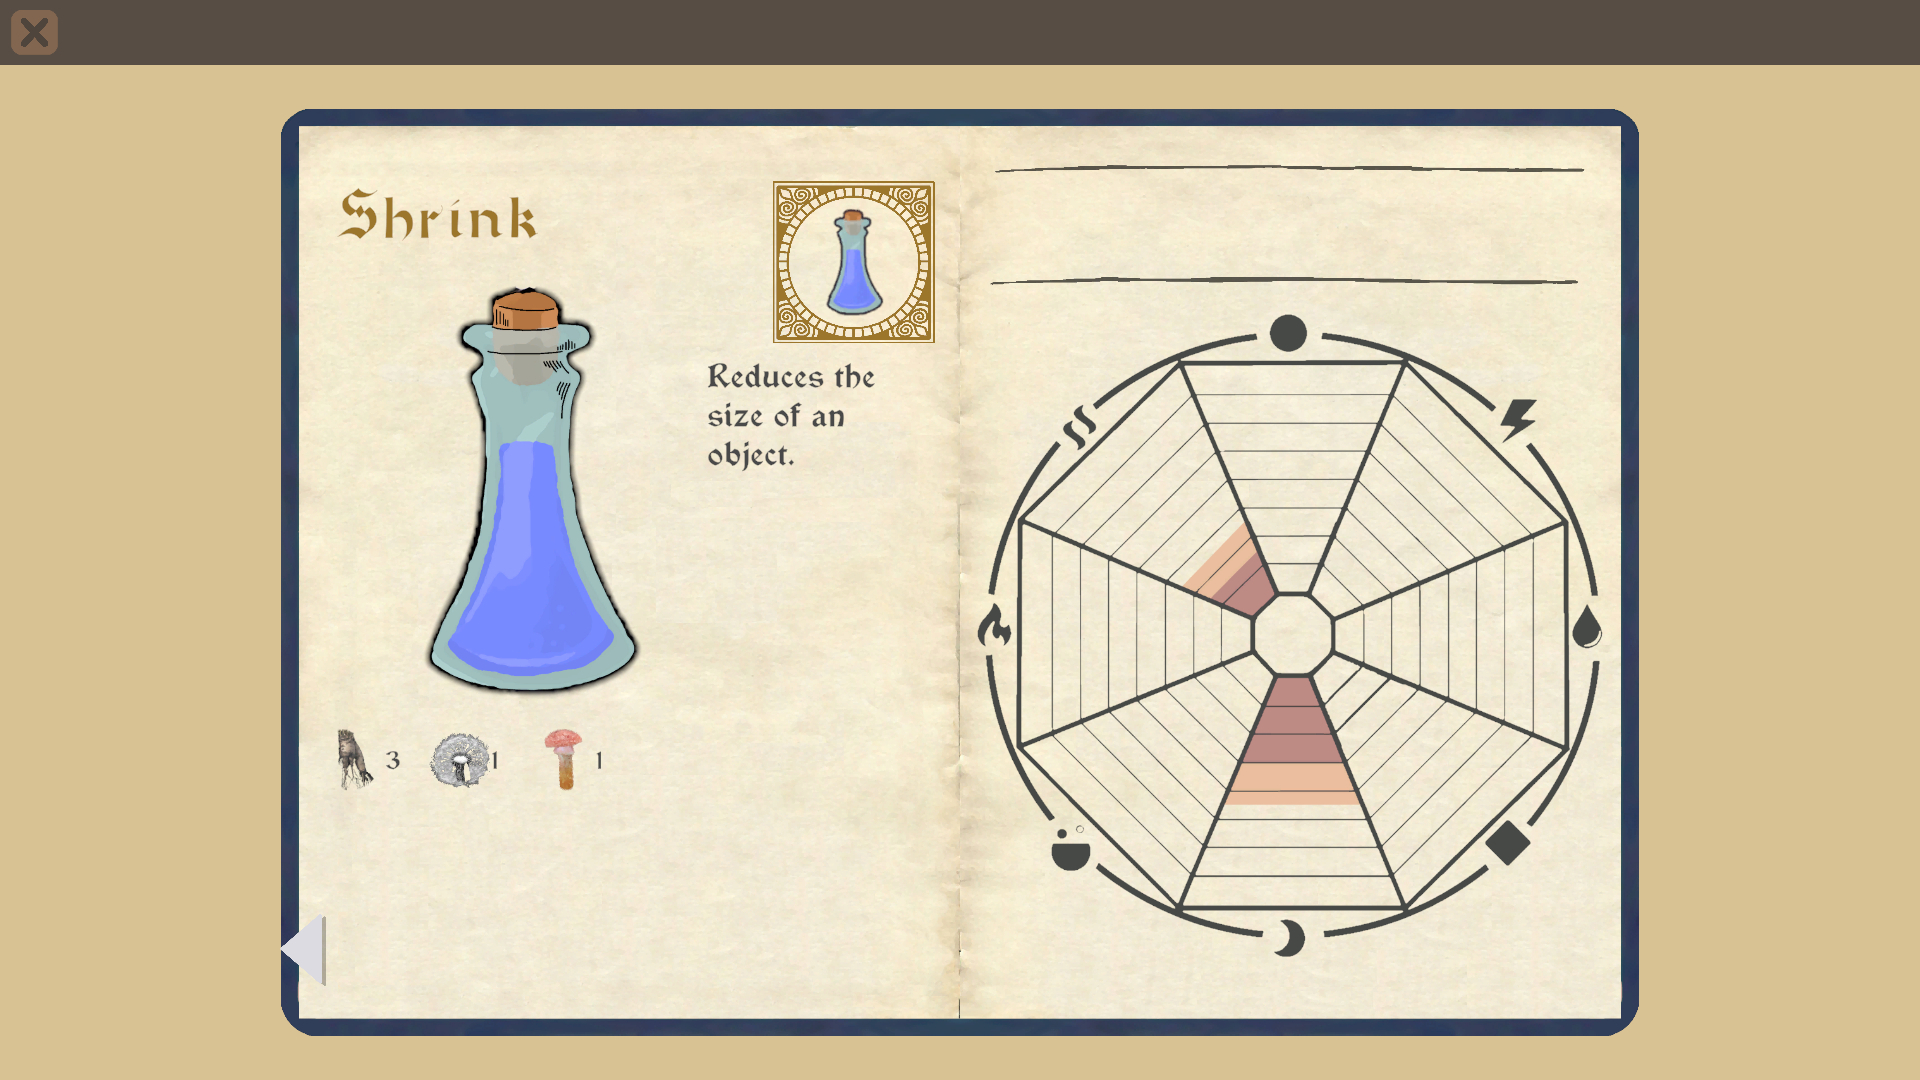 Shrink
Reduces the
size of an
object.
3 1 1